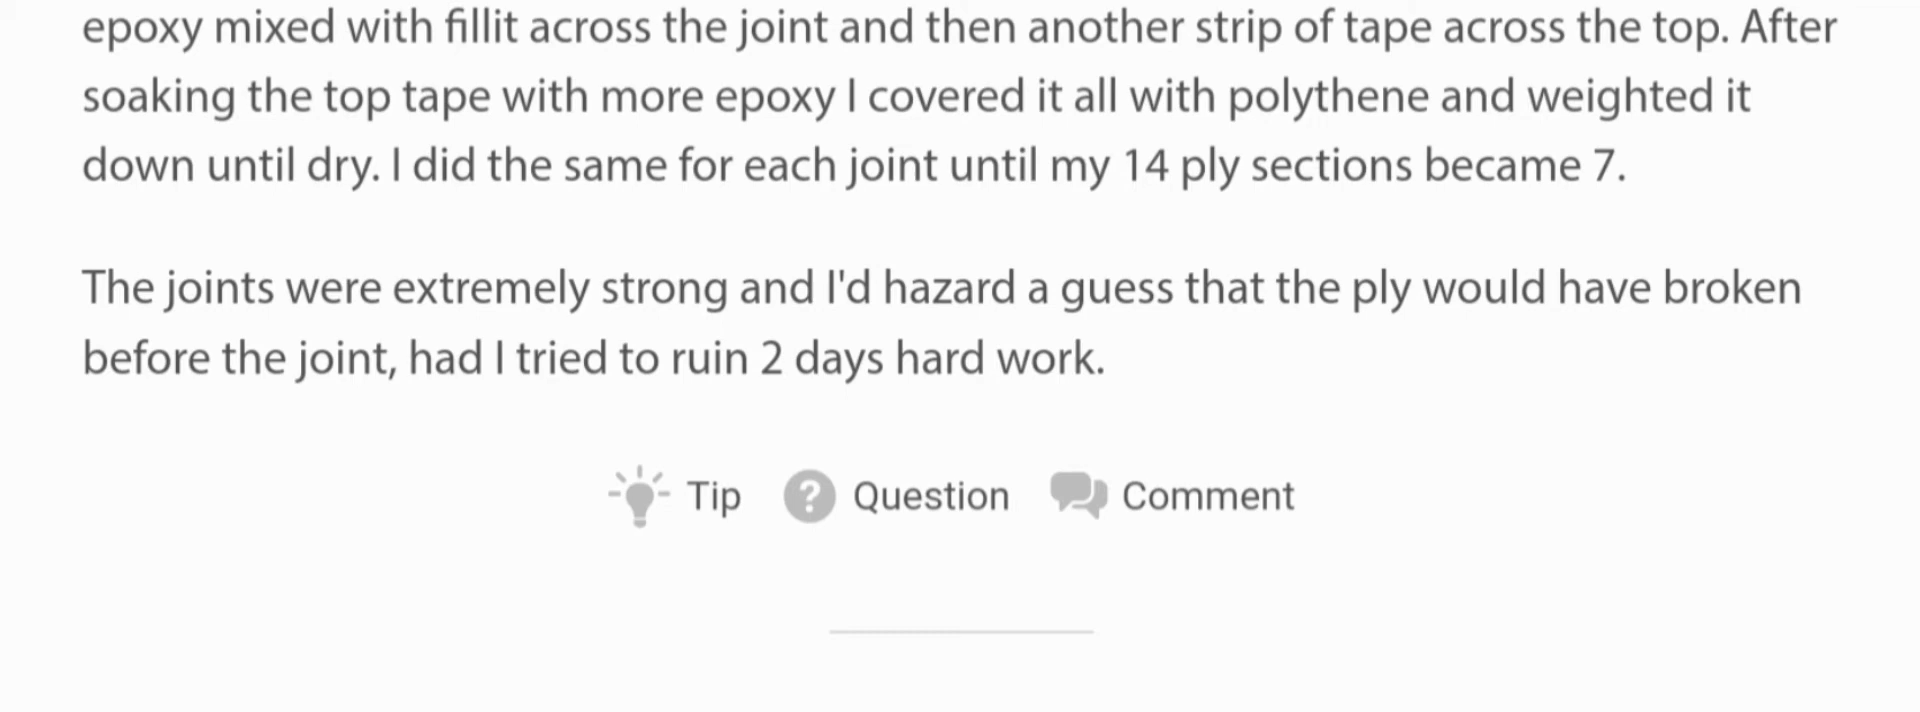 epoxy mixed with fillit across the joint and then another strip of tape across the top. After
soaking the top tape with more epoxy I covered it all with polythene and weighted it
down until dry. I did the same for each joint until my 14 ply sections became 7.
The joints were extremely strong and I'd hazard a guess that the ply would have broken
before the joint, had I tried to ruin 2 days hard work.
Tip ? Question Comment